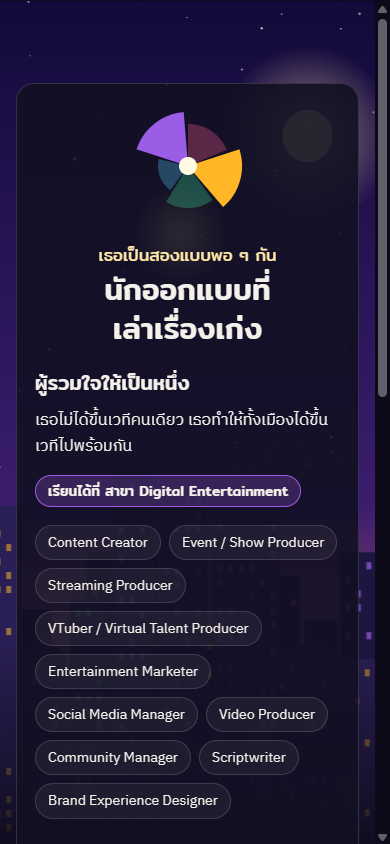 เธอเป็นสองแบบพอ ๆ กัน
นักออกแบบที่
เล่าเรื่องเก่ง
ผู้รวมใจให้เป็นหนึ่ง
เธอไม่ได้ขึ้นเวทีคนเดียว เธอทำให้ทั้งเมืองได้ขึ้น
เวทีไปพร้อมกัน
เรียนได้ที่ สาขา Digital Entertainment
Content Creator Event / Show Producer
Streaming Producer
VTuber / Virtual Talent Producer
Entertainment Marketer
Social Media Manager Video Producer
Community Manager Scriptwriter
Brand Experience Designer